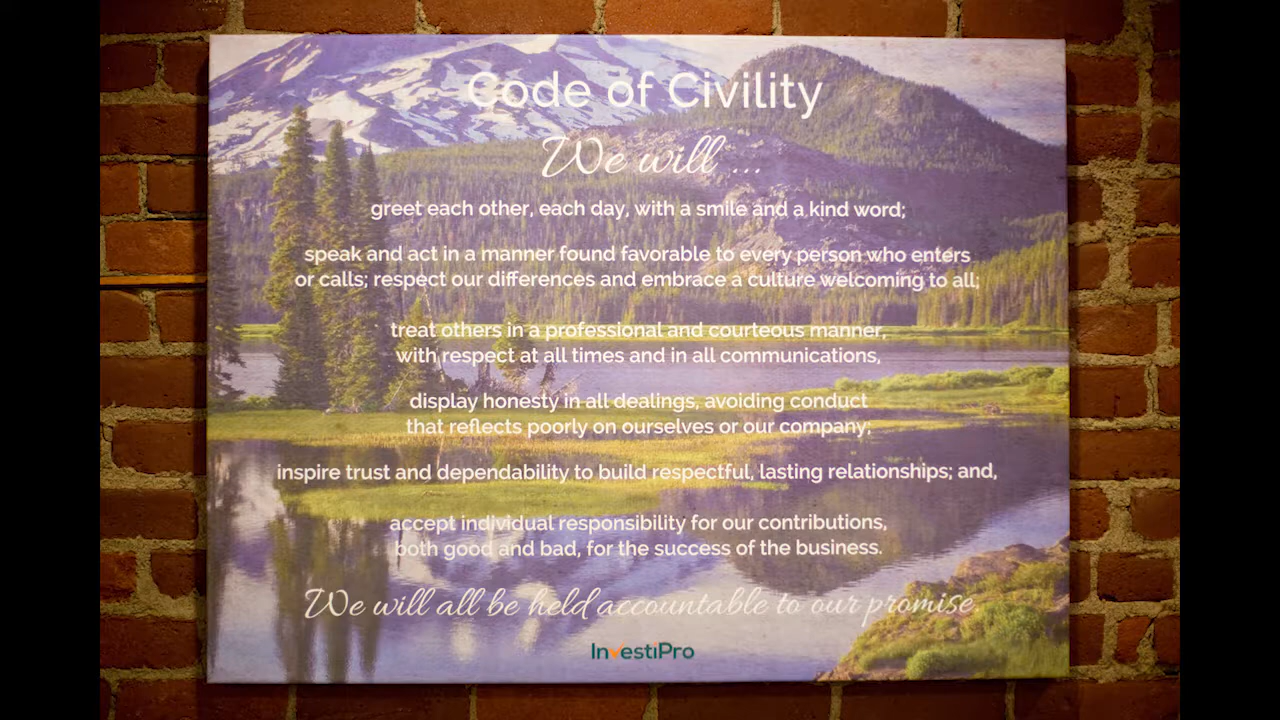 Code of Civility
We will ...
greet each other, each day, with a smile and a kind word;
speak and act in a manner found favorable to every person who enters
or calls; respect our differences and embrace a culture welcoming to all;
treat others in a professional and courteous manner,
with respect at all times and in all communications,
display honesty in all dealings, avoiding conduct
that reflects poorly on ourselves or our company;
inspire trust and dependability to build respectful, lasting relationships; and,
accept individual responsibility for our contributions,
both good and bad, for the success of the business.
We will all be held accountable to our promise.
InvestiPro